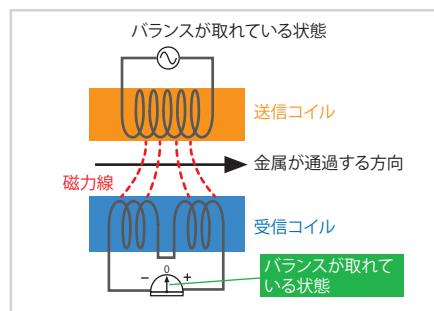 バランスが取れている状態
送信コイル
金属が通過する方向
磁力線
受信コイル
バランスが取れて
いる状態
− 0 +